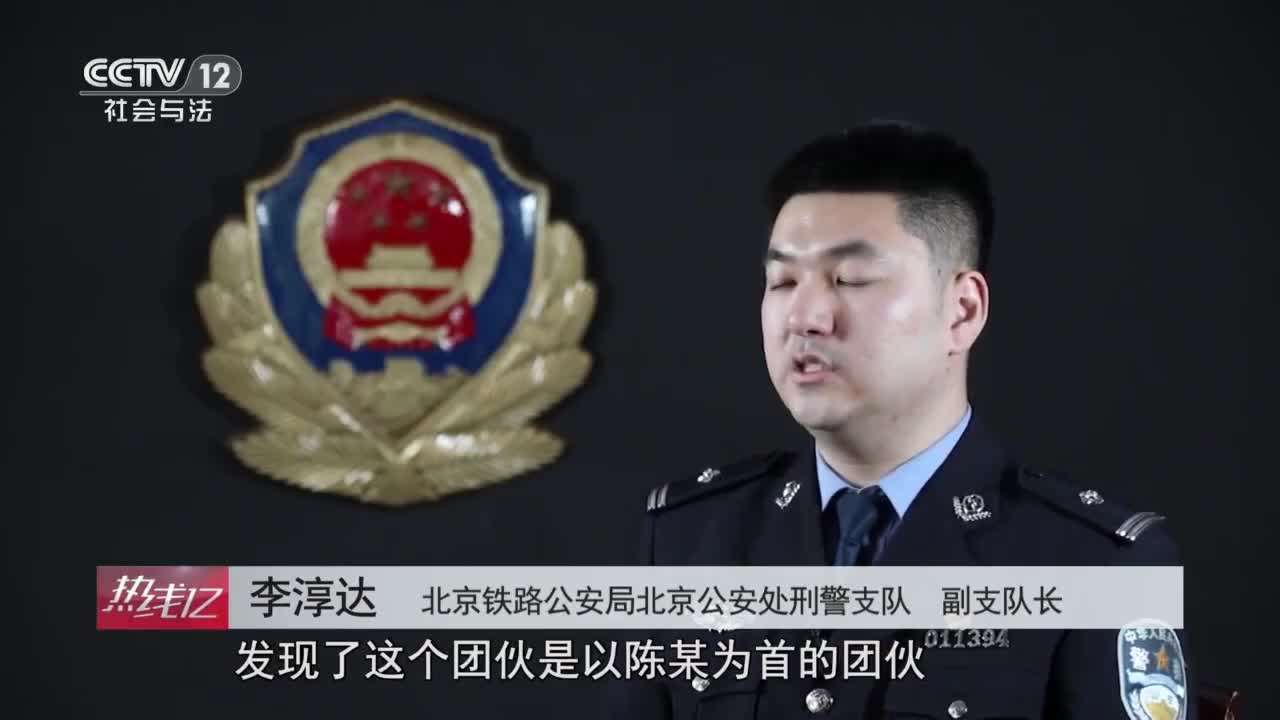 CCTV 12
社会与法
热线12
李淳达 北京铁路公安局北京公安处刑警支队 副支队长
011394
发现了这个团伙是以陈某为首的团伙
警